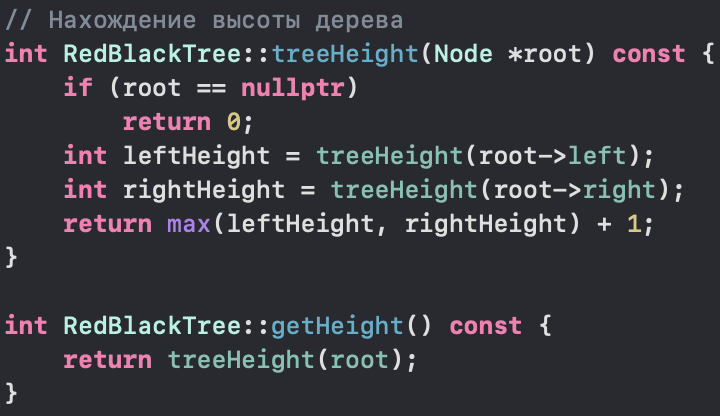 // Нахождение высоты дерева
int RedBlackTree::treeHeight(Node *root) const {
    if (root == nullptr)
        return 0;
    int leftHeight = treeHeight(root->left);
    int rightHeight = treeHeight(root->right);
    return max(leftHeight, rightHeight) + 1;
}

int RedBlackTree::getHeight() const {
    return treeHeight(root);
}